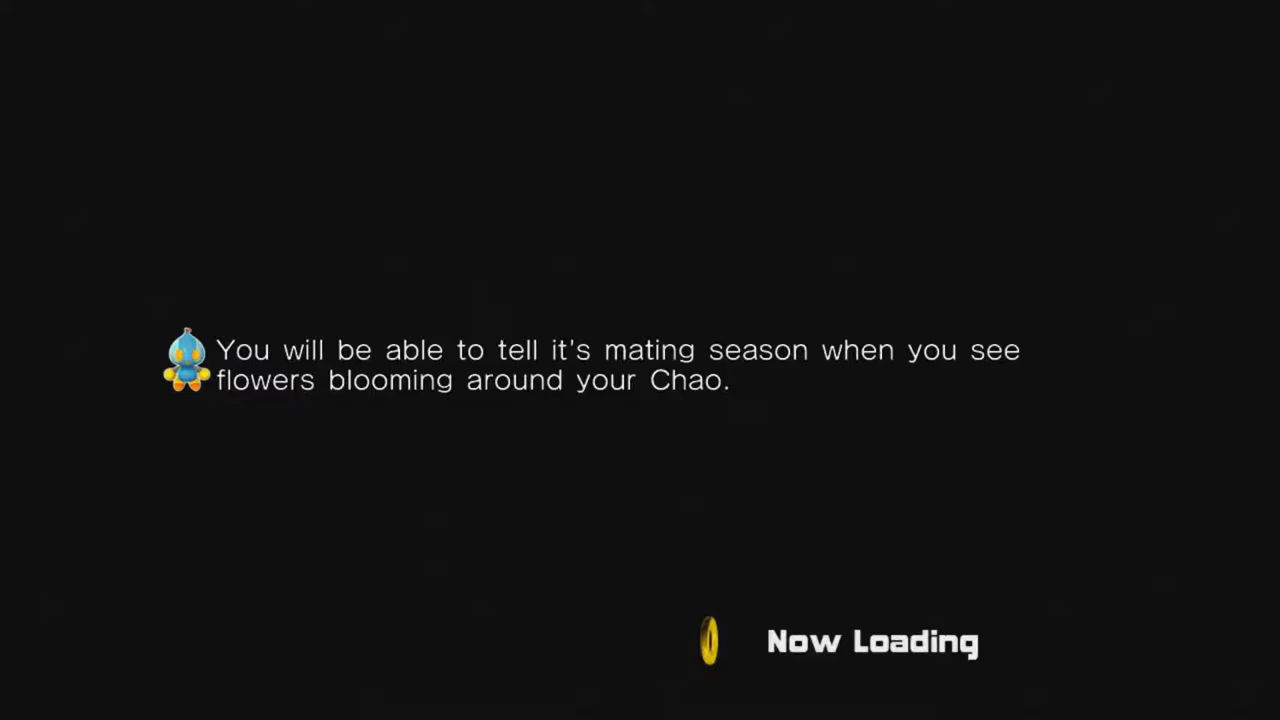 You will be able to tell it's mating season when you see
flowers blooming around your Chao.
Now Loading